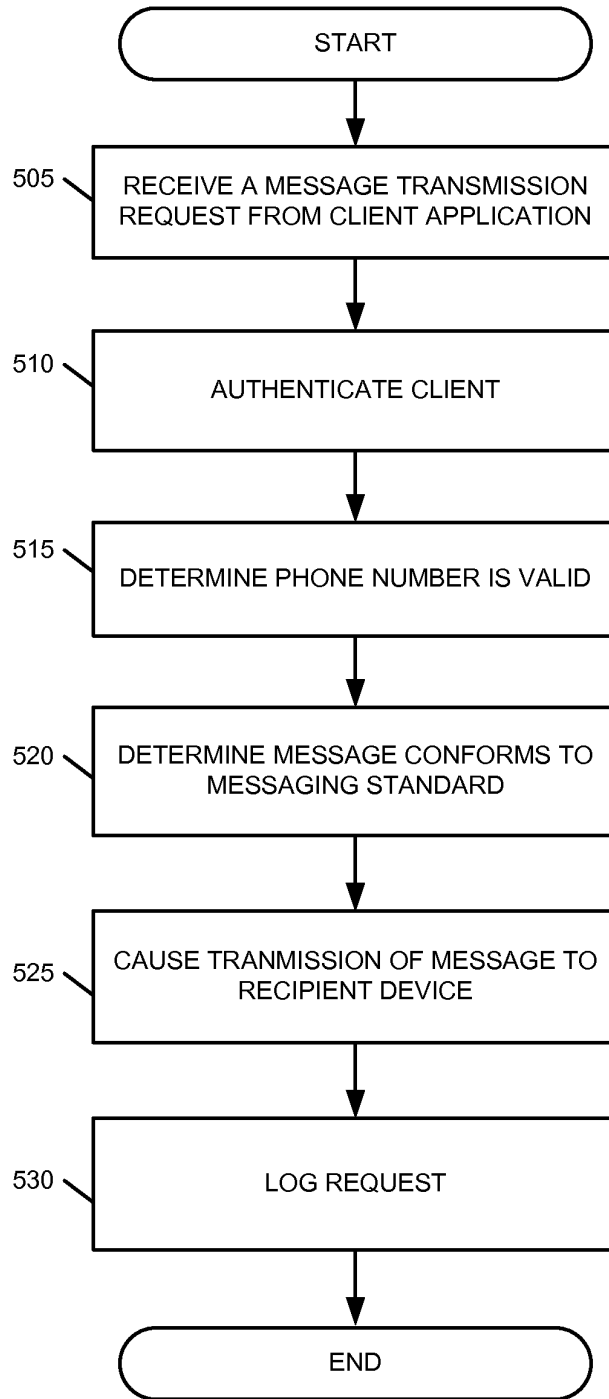 START
505
RECEIVE A MESSAGE TRANSMISSION
REQUEST FROM CLIENT APPLICATION
510
AUTHENTICATE CLIENT
515
DETERMINE PHONE NUMBER IS VALID
520
DETERMINE MESSAGE CONFORMS TO
MESSAGING STANDARD
525
CAUSE TRANMISSION OF MESSAGE TO
RECIPIENT DEVICE
530
LOG REQUEST
END